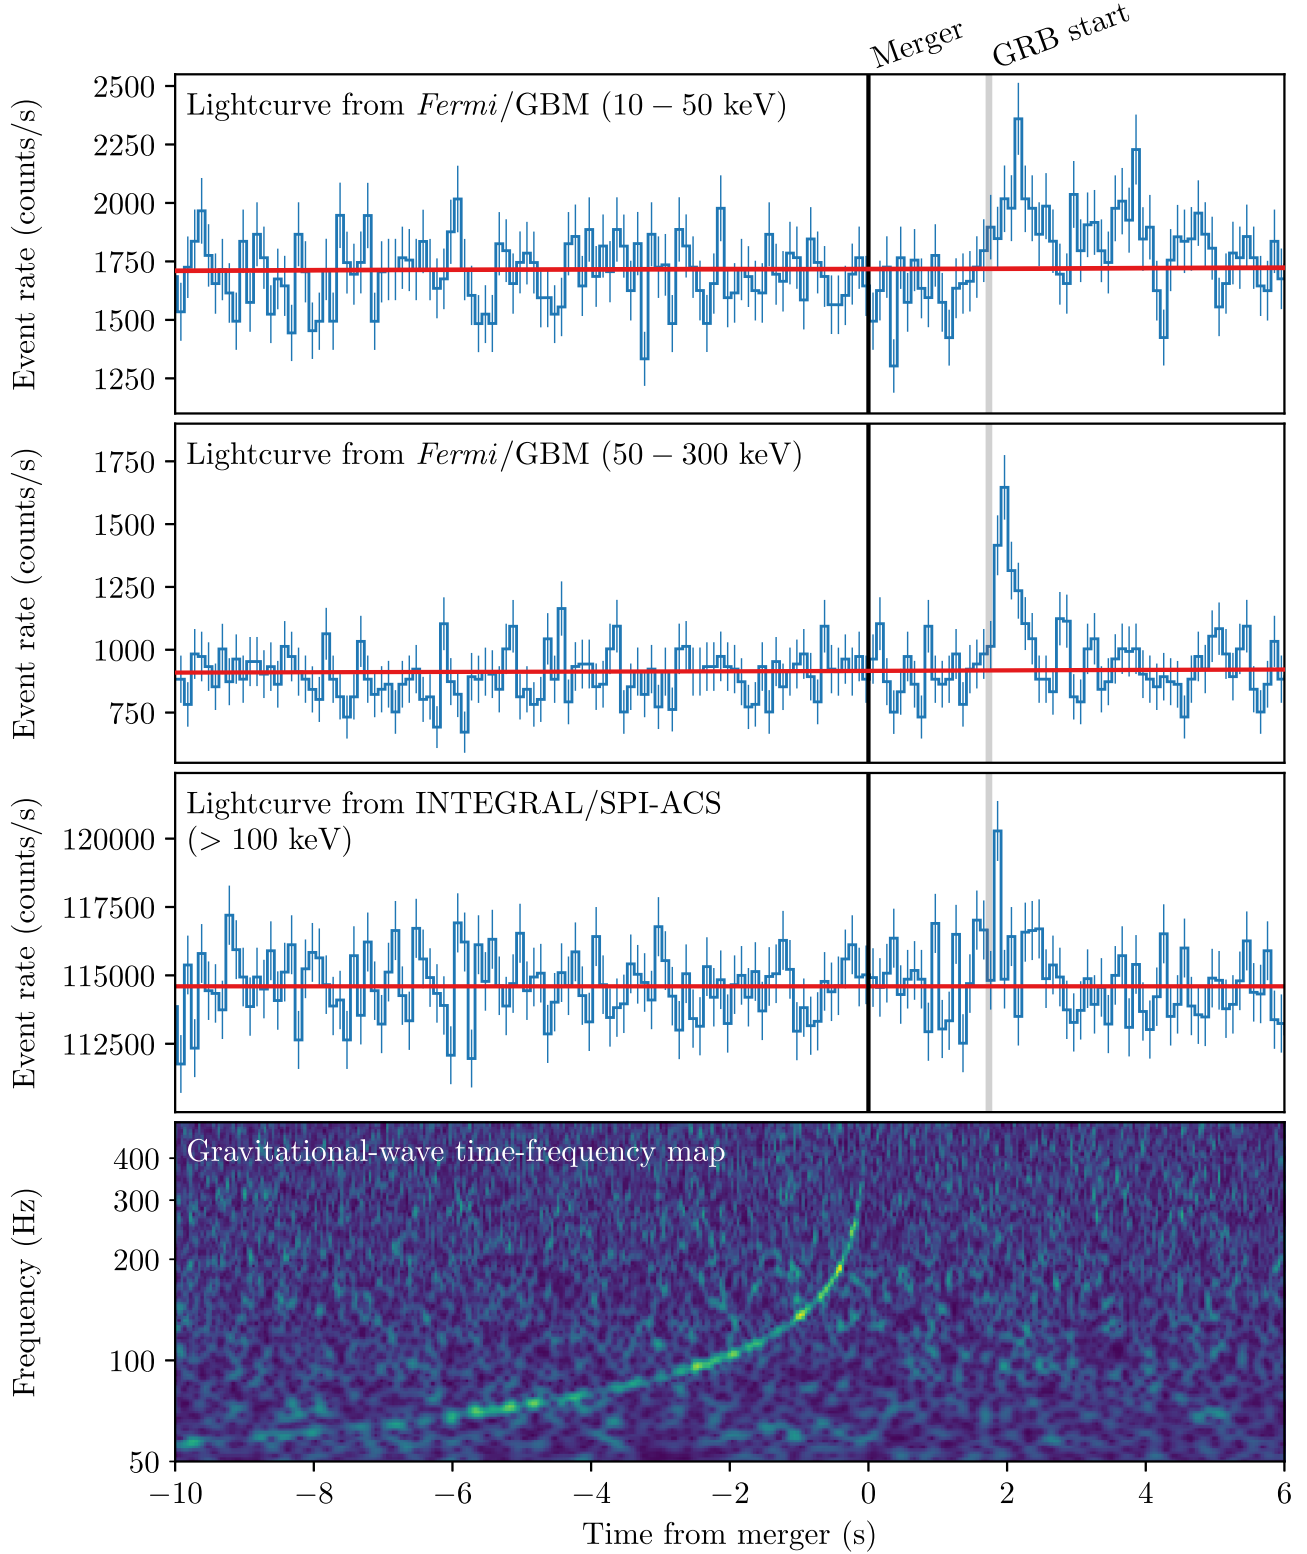 Merger
GRB start
Lightcurve from Fermi/GBM (10 − 50 keV)
Event rate (counts/s)
2500
2250
2000
1750
1500
1250
Lightcurve from Fermi/GBM (50 − 300 keV)
Event rate (counts/s)
1750
1500
1250
1000
750
Lightcurve from INTEGRAL/SPI-ACS
(> 100 keV)
Event rate (counts/s)
120000
117500
115000
112500
Gravitational-wave time-frequency map
Frequency (Hz)
400
300
200
100
50
−10 −8 −6 −4 −2 0 2 4 6
Time from merger (s)